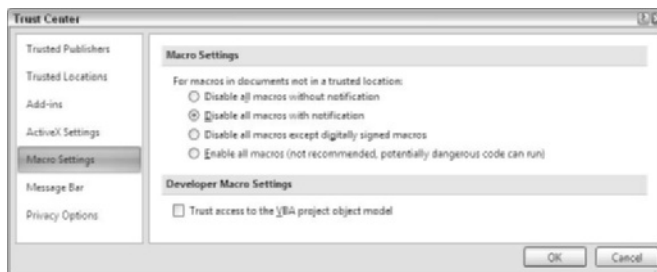 Trust Center
Trusted Publishers
Trusted Locations
Add-ins
ActiveX Settings
Macro Settings
Message Bar
Privacy Options
Macro Settings
For macros in documents not in a trusted location:
Disable all macros without notification
Disable all macros with notification
Disable all macros except digitally signed macros
Enable all macros (not recommended, potentially dangerous code can run)
Developer Macro Settings
Trust access to the VBA project object model
OK
Cancel